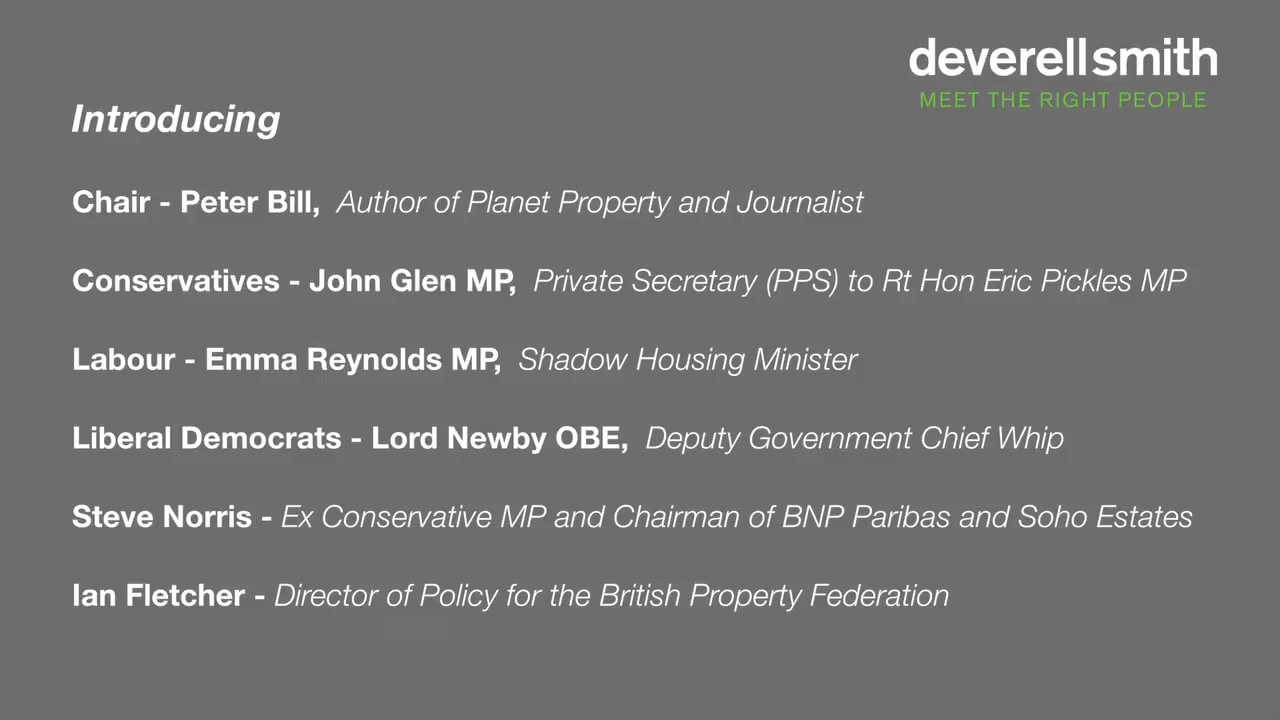 deverellsmith
MEET THE RIGHT PEOPLE
Introducing
Chair - Peter Bill, Author of Planet Property and Journalist
Conservatives - John Glen MP, Private Secretary (PPS) to Rt Hon Eric Pickles MP
Labour - Emma Reynolds MP, Shadow Housing Minister
Liberal Democrats - Lord Newby OBE, Deputy Government Chief Whip
Steve Norris - Ex Conservative MP and Chairman of BNP Paribas and Soho Estates
Ian Fletcher - Director of Policy for the British Property Federation